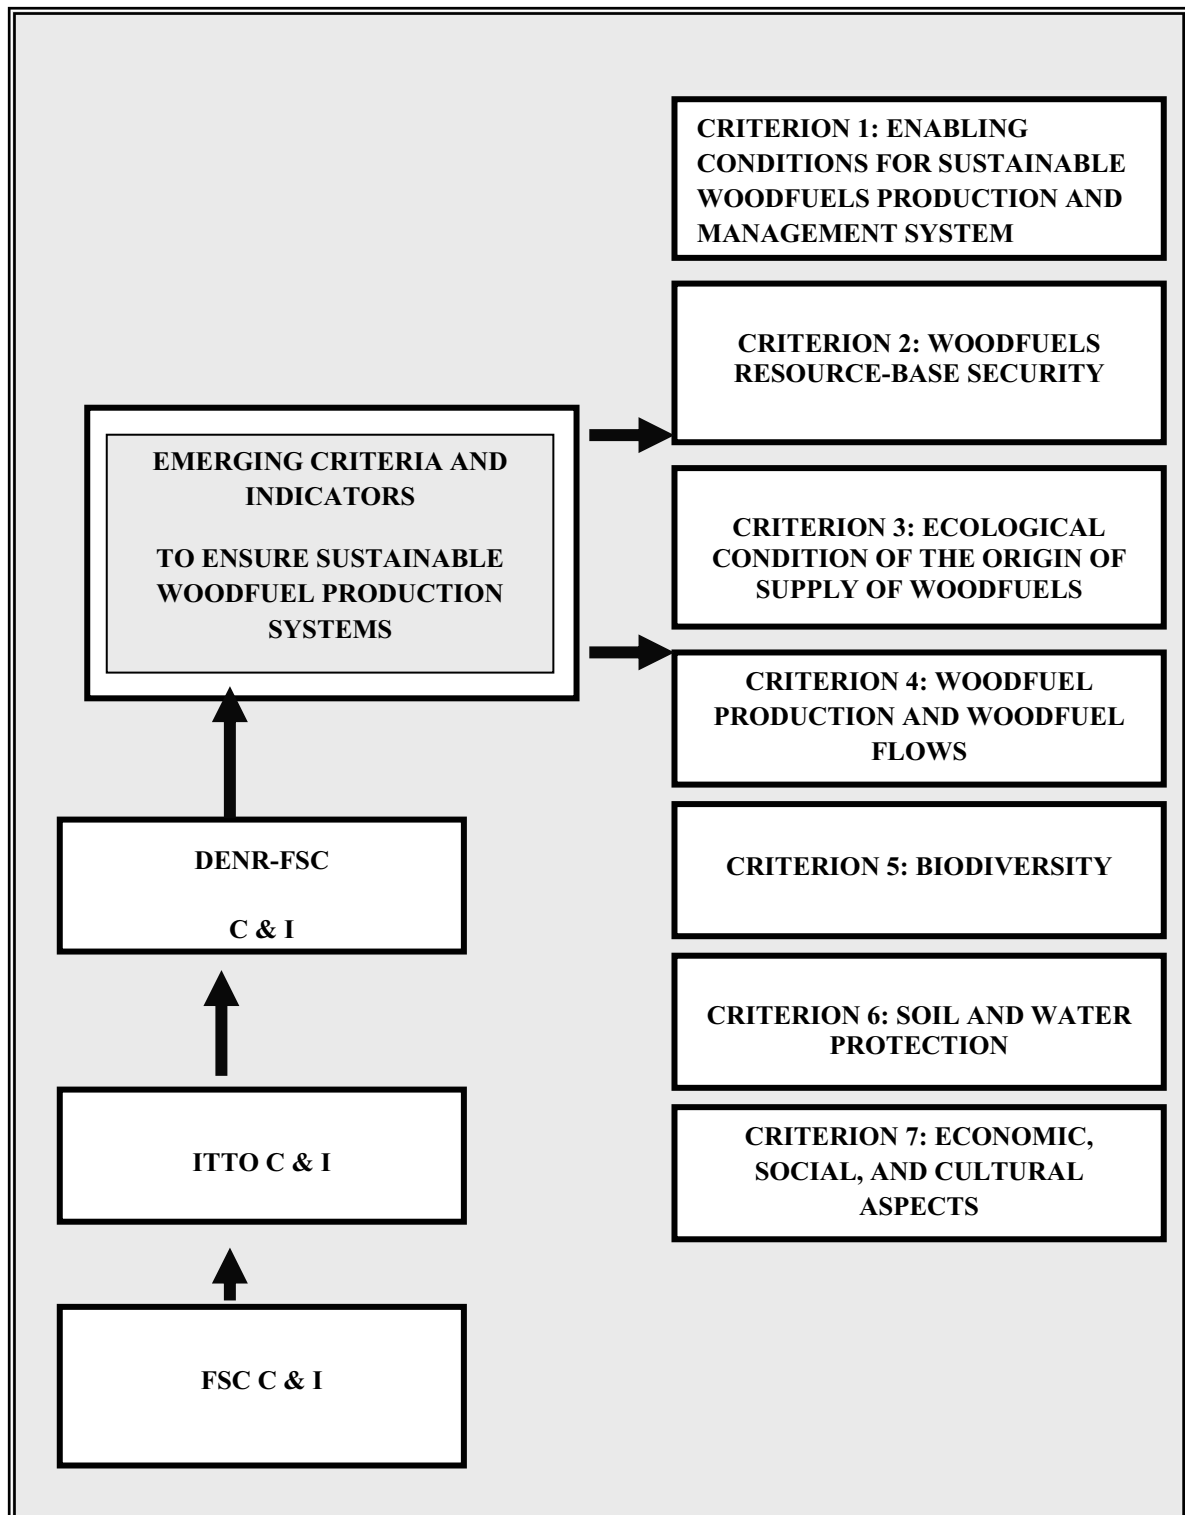 CRITERION 1: ENABLING
CONDITIONS FOR SUSTAINABLE
WOODFUELS PRODUCTION AND
MANAGEMENT SYSTEM
CRITERION 2: WOODFUELS
RESOURCE-BASE SECURITY
EMERGING CRITERIA AND
INDICATORS
TO ENSURE SUSTAINABLE
WOODFUEL PRODUCTION
SYSTEMS
CRITERION 3: ECOLOGICAL
CONDITION OF THE ORIGIN OF
SUPPLY OF WOODFUELS
CRITERION 4: WOODFUEL
PRODUCTION AND WOODFUEL
FLOWS
DENR-FSC
C & I
CRITERION 5: BIODIVERSITY
CRITERION 6: SOIL AND WATER
PROTECTION
ITTO C & I
CRITERION 7: ECONOMIC,
SOCIAL, AND CULTURAL
ASPECTS
FSC C & I